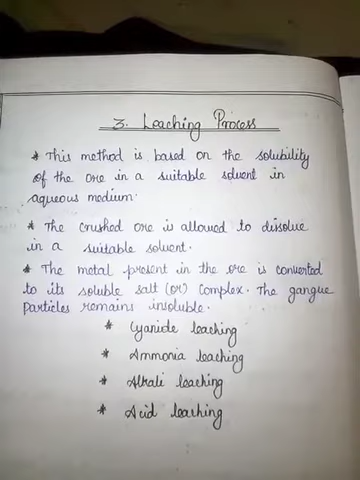 3. Leaching Process
* This method is based on the solubility
of the ore in a suitable solvent in
aqueous medium.
* The crushed ore is allowed to dissolve
in a suitable solvent.
* The metal present in the ore is converted
to its soluble salt (or) complex. The gangue
particles remains insoluble.
* Cyanide leaching
* Ammonia leaching
* Alkali leaching
* Acid leaching